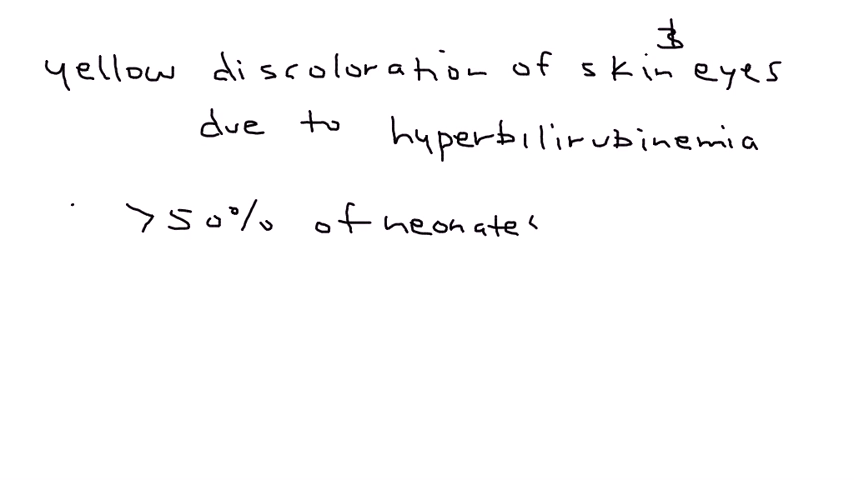 yellow discoloration of skin & eyes
due to hyperbilirubinemia
>50% of neonates